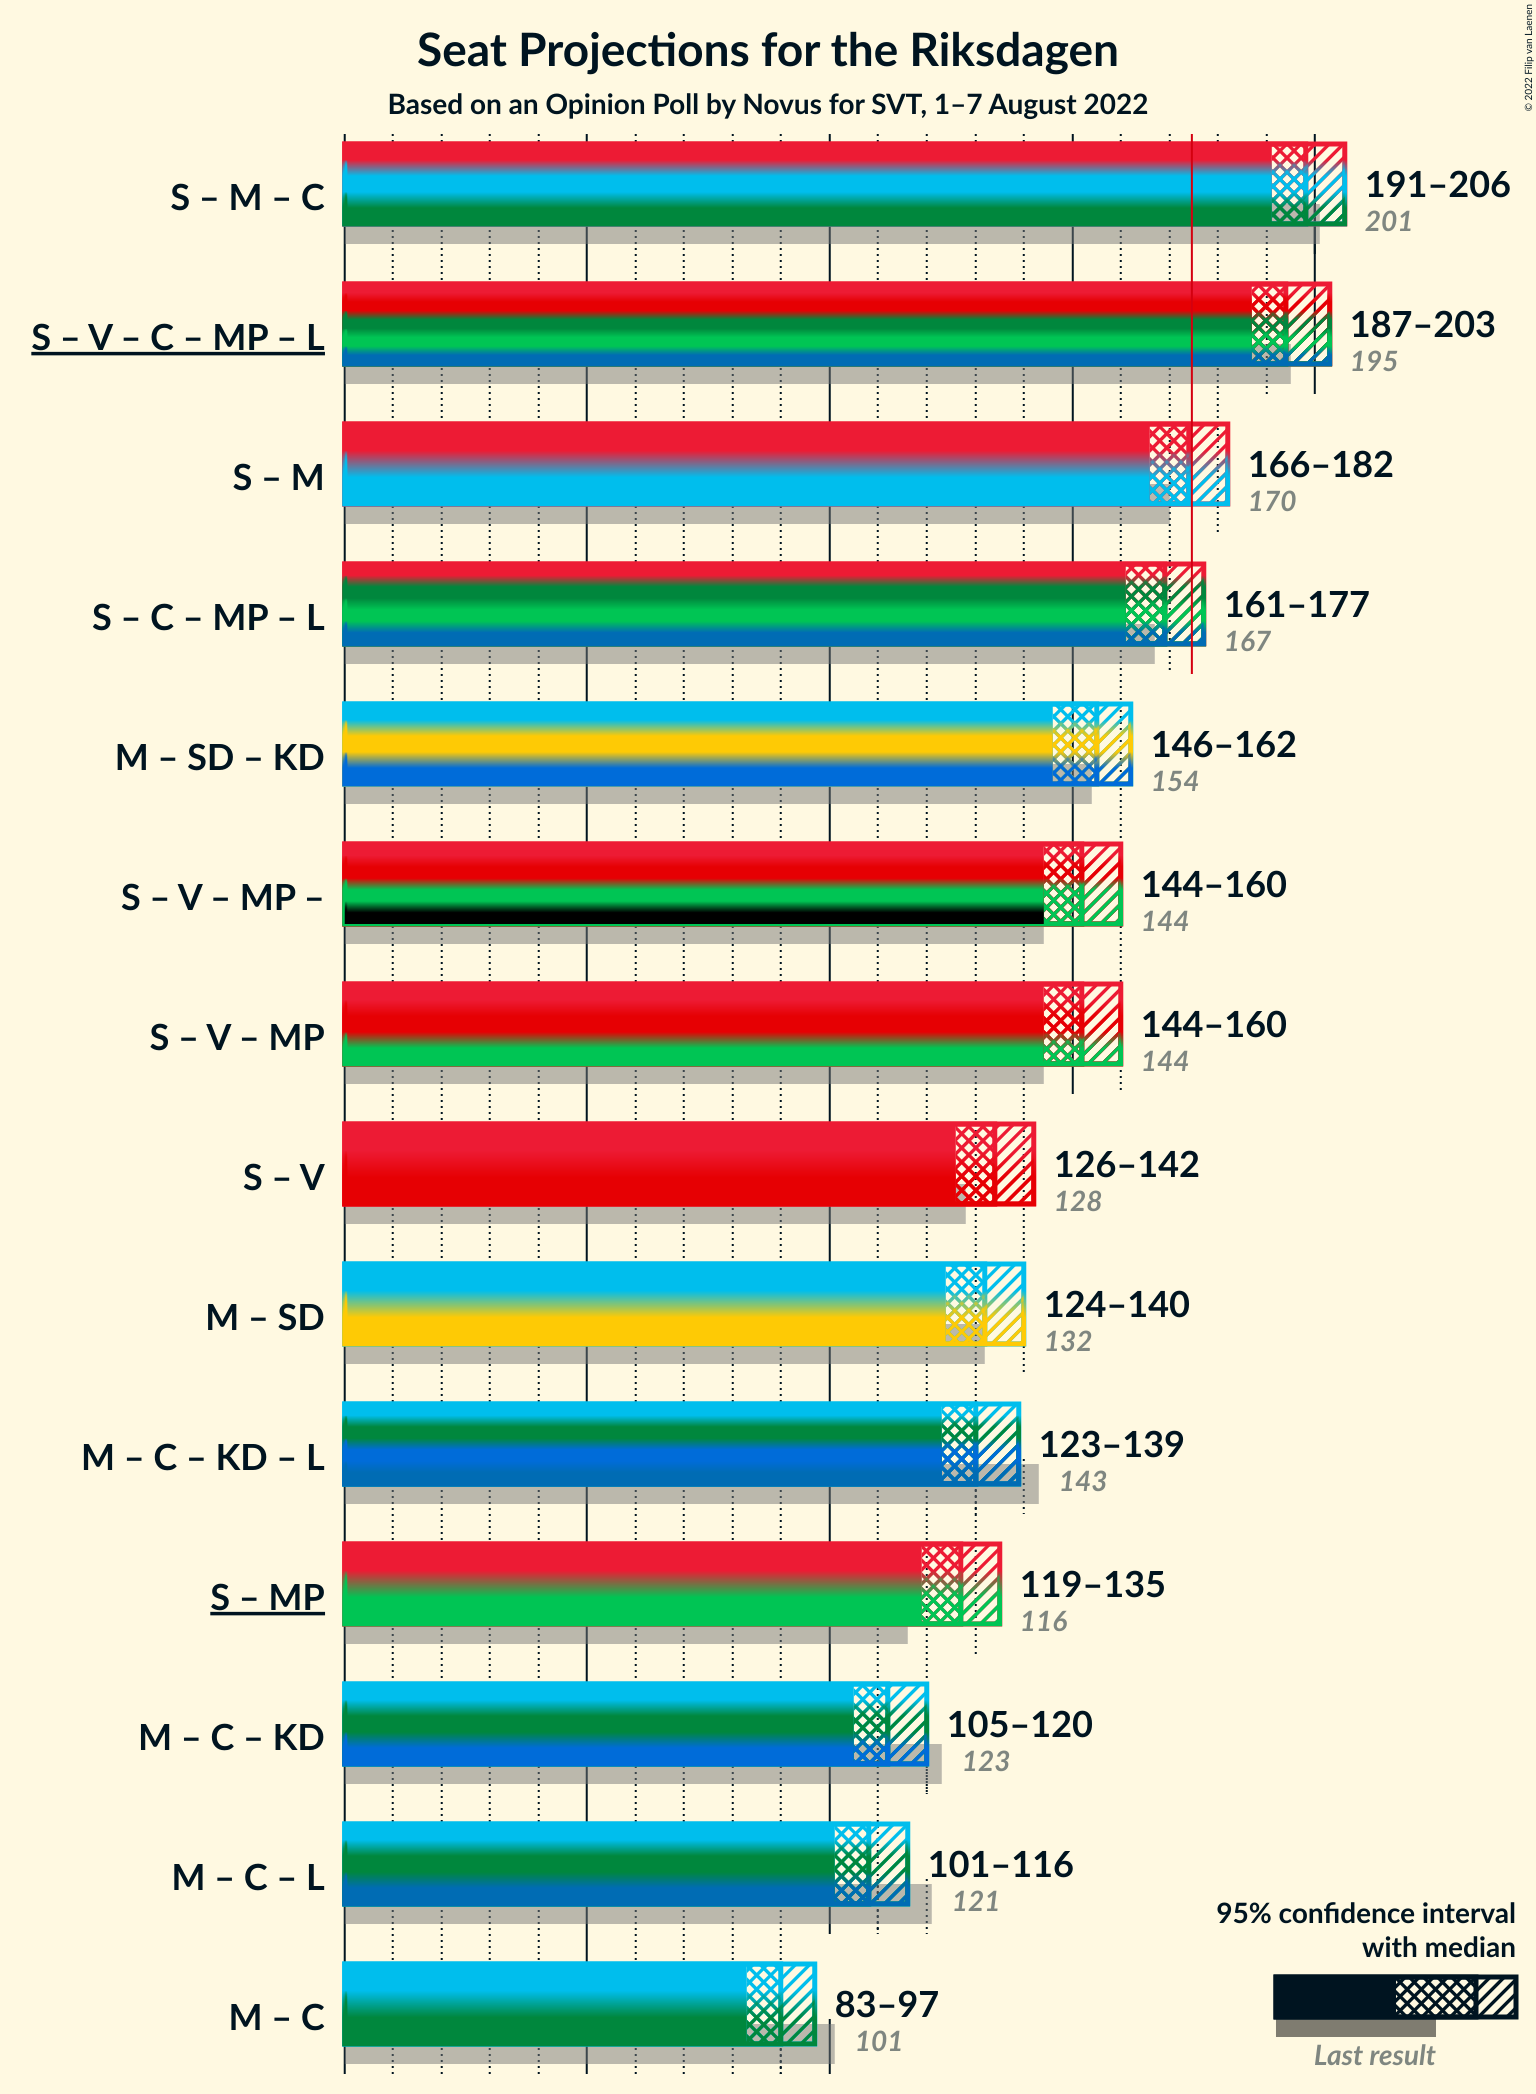 Seat Projections for the Riksdagen
Based on an Opinion Poll by Novus for SVT, 1–7 August 2022
© 2022 Filip van Laenen
S – M – C
191–206
201
S – V – C – MP – L
187–203
195
S – M
166–182
170
S – C – MP – L
161–177
167
M – SD – KD
146–162
154
S – V – MP –
144–160
144
S – V – MP
144–160
144
S – V
126–142
128
M – SD
124–140
132
M – C – KD – L
123–139
143
S – MP
119–135
116
M – C – KD
105–120
123
M – C – L
101–116
121
M – C
83–97
101
95% confidence interval
with median
Last result